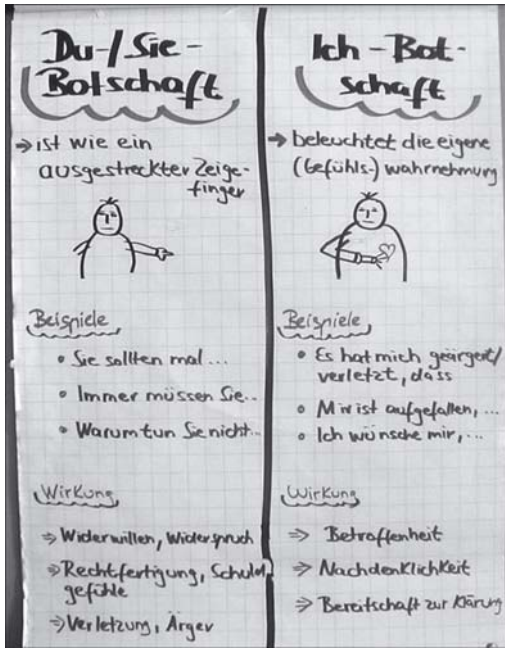 Du-/Sie-
Botschaft
⇒ ist wie ein
ausgestreckter Zeige-
finger
Beispiele
• Sie sollten mal...
• Immer müssen Sie..
• Warum tun Sie nicht..
Wirkung
⇒ Widerwillen, Widerspruch
⇒ Rechtfertigung, Schuld
gefühle
⇒ Verletzung, Ärger
Ich-Bot-
schaft
→ beleuchtet die eigene
(Gefühls-) wahrnehmung
Beispiele
• Es hat mich geärgert/
verletzt, dass
• Mir ist aufgefallen,...
• Ich wünsche mir,...
Wirkung
⇒ Betroffenheit
⇒ Nachdenklichkeit
⇒ Bereitschaft zur Klärung